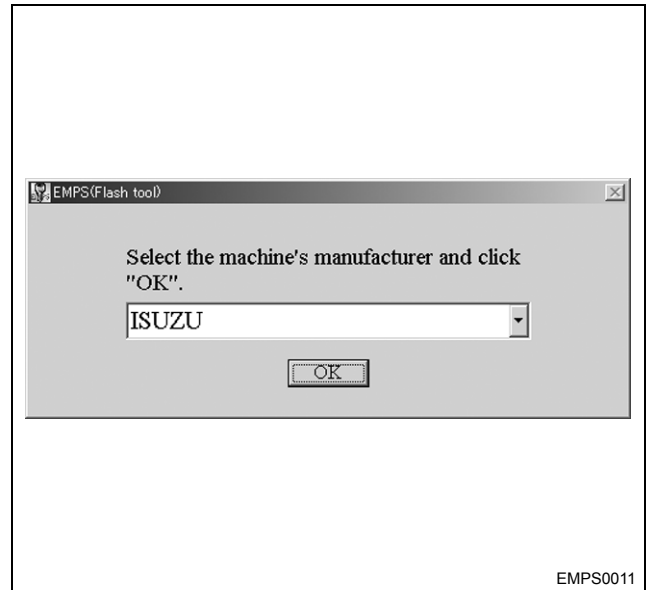 EMPS(Flash tool)
Select the machine's manufacturer and click
"OK".
ISUZU
OK
EMPS0011